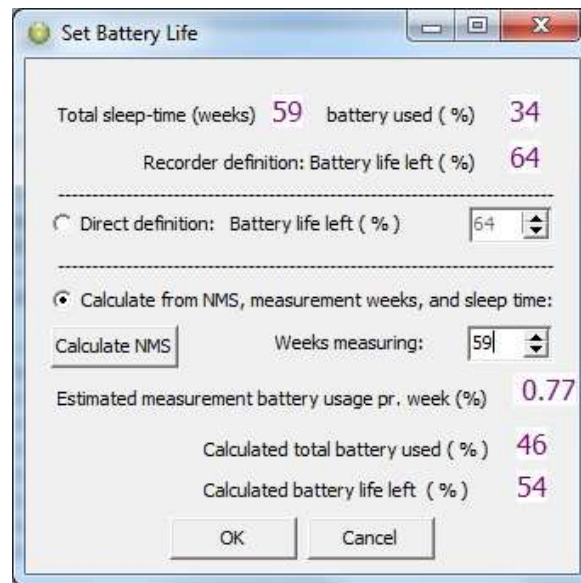 Set Battery Life
Total sleep-time (weeks) 59 battery used ( %) 34
Recorder definition: Battery life left ( %) 64
Direct definition: Battery life left ( % ) 64
Calculate from NMS, measurement weeks, and sleep time:
Calculate NMS Weeks measuring: 59
Estimated measurement battery usage pr. week (%) 0.77
Calculated total battery used ( % ) 46
Calculated battery life left ( % ) 54
OK Cancel